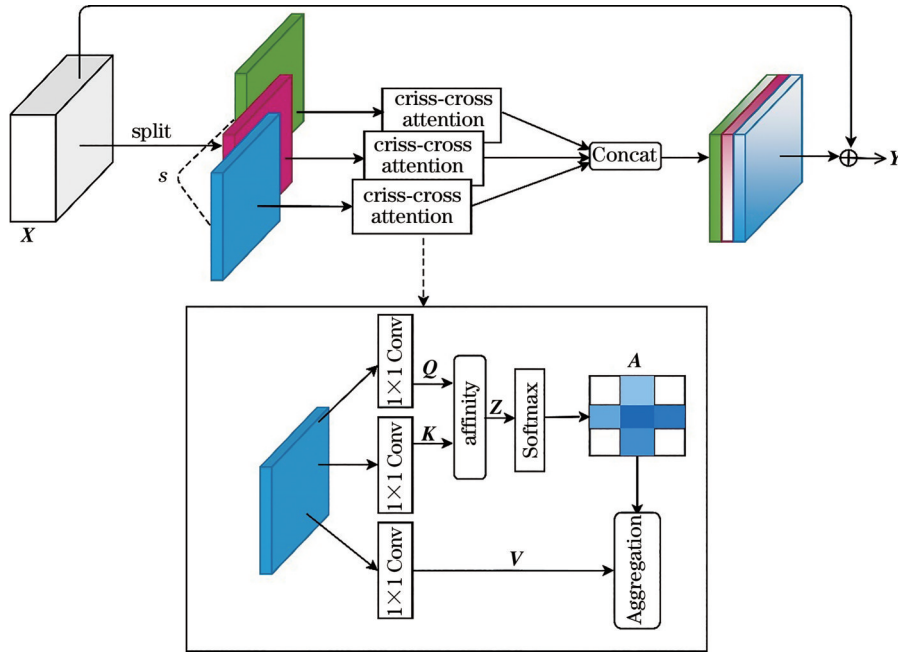 X
split
s
criss-cross
attention
criss-cross
attention
criss-cross
attention
Concat
Y
1×1 Conv
1×1 Conv
1×1 Conv
Q
K
V
affinity
Z
Softmax
A
Aggregation